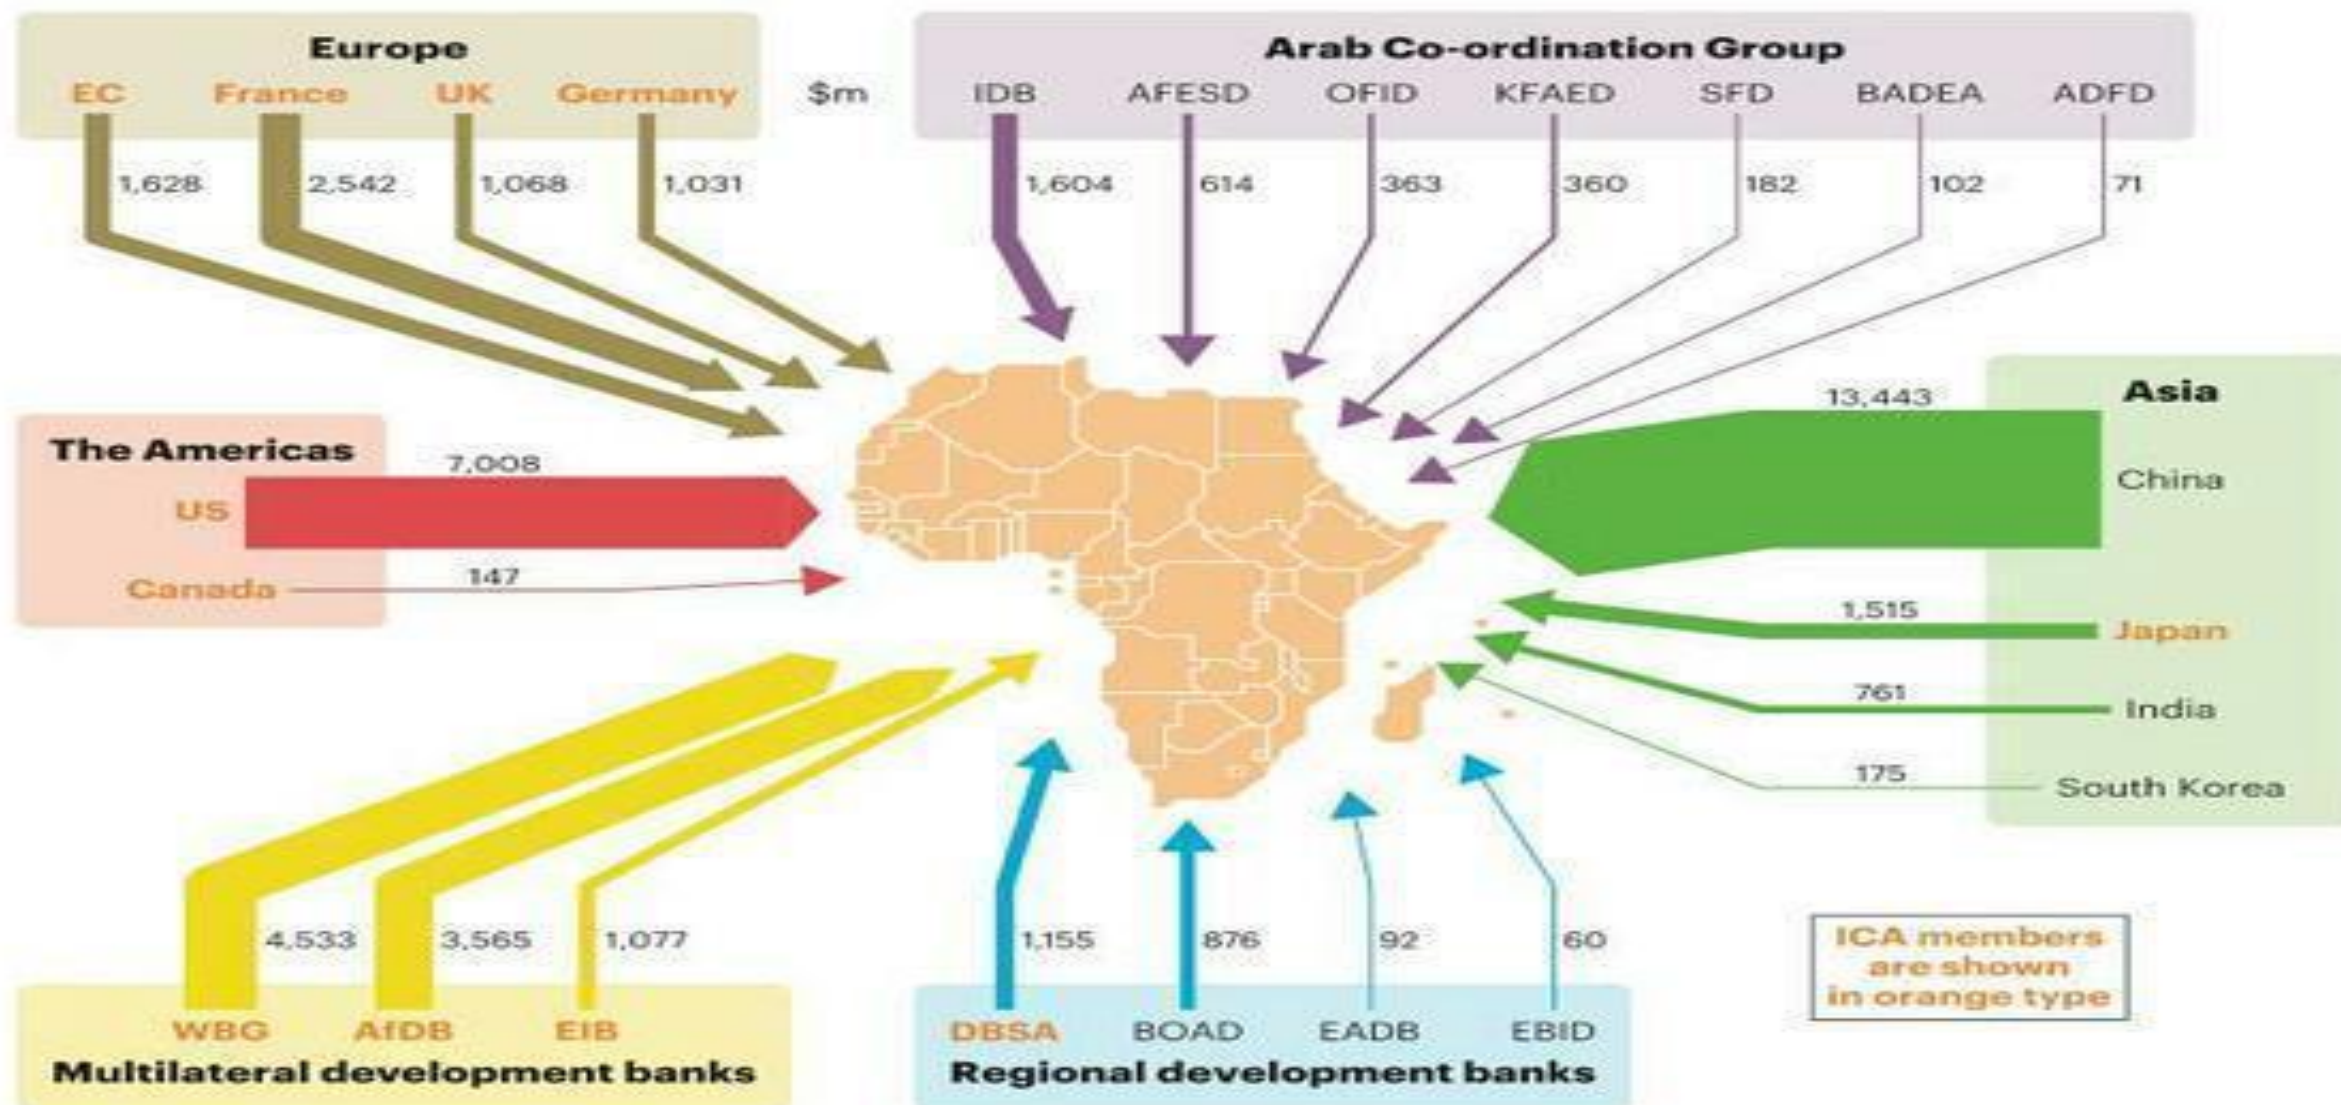 Europe
EC France UK Germany
$m
Arab Co-ordination Group
IDB AFESD OFID KFAED SFD BADEA ADFD
1,628 2,542 1,068 1,031
1,604 614 363 360 182 102 71
The Americas
US 7,008
Canada 147
Asia
13,443 China
1,515 Japan
761 India
175 South Korea
4,533 3,565 1,077
WBG AfDB EIB
Multilateral development banks
1,155 876 92 60
DBSA BOAD EADB EBID
Regional development banks
ICA members
are shown
in orange type